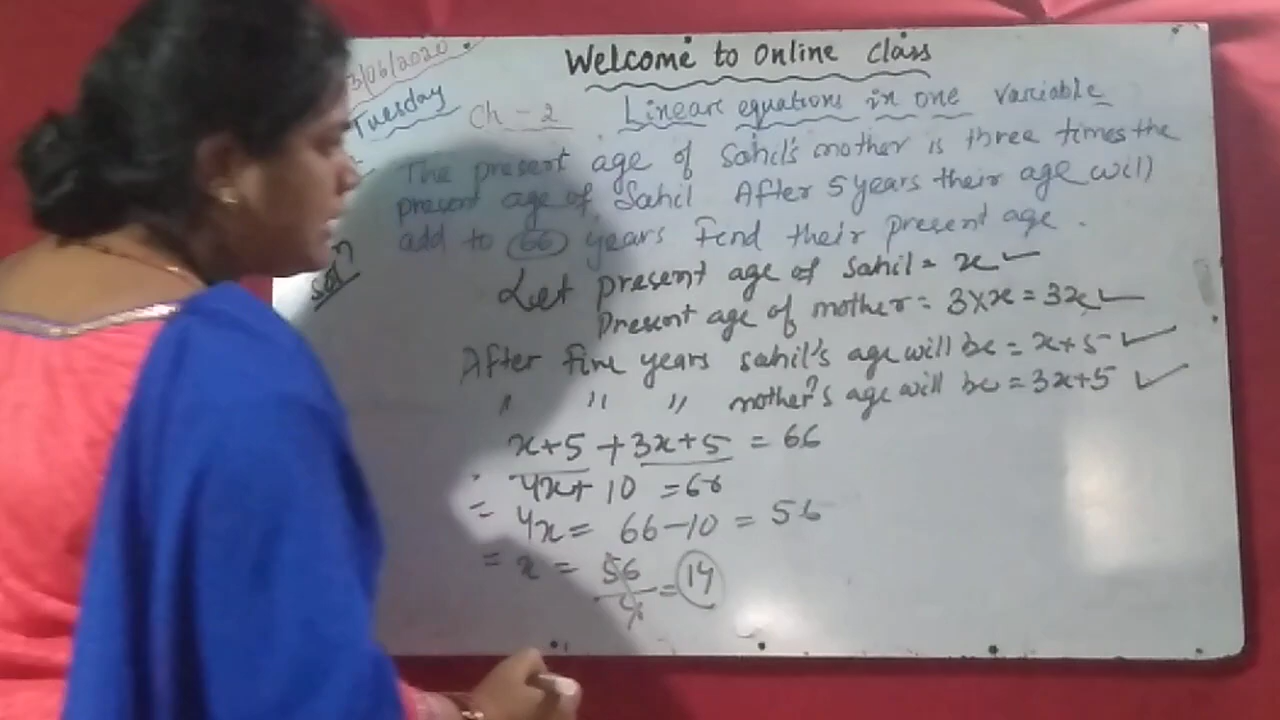 Welcome to Online Class
3/06/2020
Tuesday
Ch - 2 Linear equations in one variable
The present age of Sahil's mother is three times the
present age of Sahil After 5 years their age will
add to 66 years Find their present age.
Sol?
Let present age of Sahil = x ✓
Present age of mother = 3×x = 3x ✓
After five years sahil's age will be = x+5 ✓
" " " mother's age will be = 3x+5 ✓
x+5 + 3x+5 = 66
4x+ 10 = 66
= 4x = 66-10 = 56
= x = 56/4 = 14